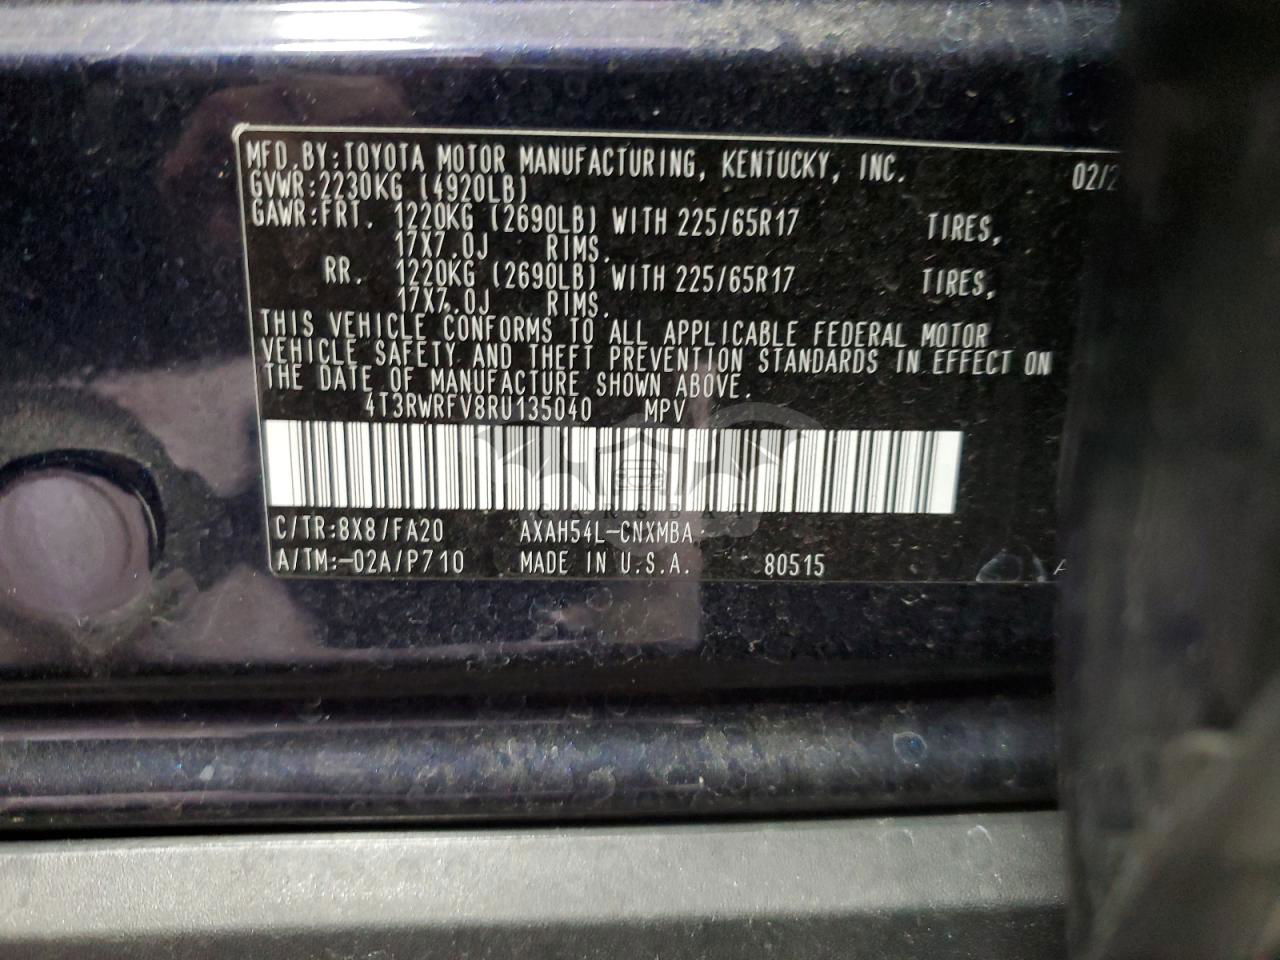 MFD.BY:TOYOTA MOTOR MANUFACTURING, KENTUCKY, INC. 02/2
GVWR:2230KG (4920LB)
GAWR:FRT. 1220KG (2690LB) WITH 225/65R17 TIRES,
17X7.0J RIMS.
RR. 1220KG (2690LB) WITH 225/65R17 TIRES,
17X7.0J RIMS.
THIS VEHICLE CONFORMS TO ALL APPLICABLE FEDERAL MOTOR
VEHICLE SAFETY AND THEFT PREVENTION STANDARDS IN EFFECT ON
THE DATE OF MANUFACTURE SHOWN ABOVE.
4T3RWRFV8RU135040 MPV
C/TR:8X8/FA20 AXAH54L-CNXMBA
A/TM:-02A/P710 MADE IN U.S.A. 80515